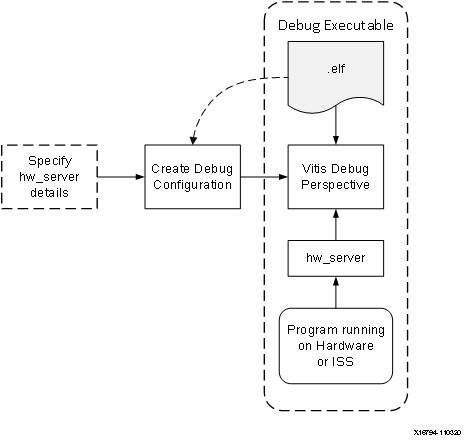 Debug Executable
.elf
Specify
hw_server
details
Create Debug
Configuration
Vitis Debug
Perspective
hw_server
Program running
on Hardware
or ISS
X16794-110320